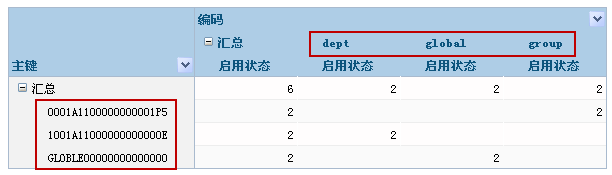 编码
汇总 dept global group
主键 启用状态 启用状态 启用状态 启用状态
汇总 6 2 2 2
0001A1100000000001P5 2 2
1001A11000000000000E 2 2
GLOBLE00000000000000 2 2